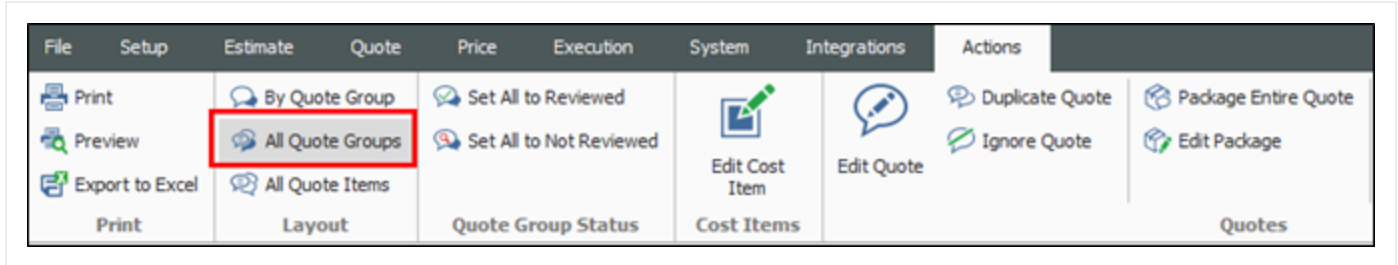 File Setup Estimate Quote Price Execution System Integrations Actions
Print By Quote Group Set All to Reviewed Duplicate Quote Package Entire Quote
Preview All Quote Groups Set All to Not Reviewed Ignore Quote Edit Package
Edit Cost Item Edit Quote
Export to Excel All Quote Items
Print Layout Quote Group Status Cost Items Quotes